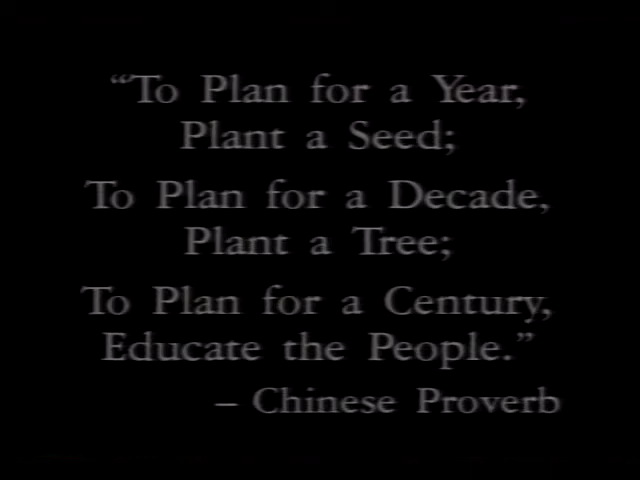 “To Plan for a Year,
Plant a Seed;
To Plan for a Decade,
Plant a Tree;
To Plan for a Century,
Educate the People.”
– Chinese Proverb